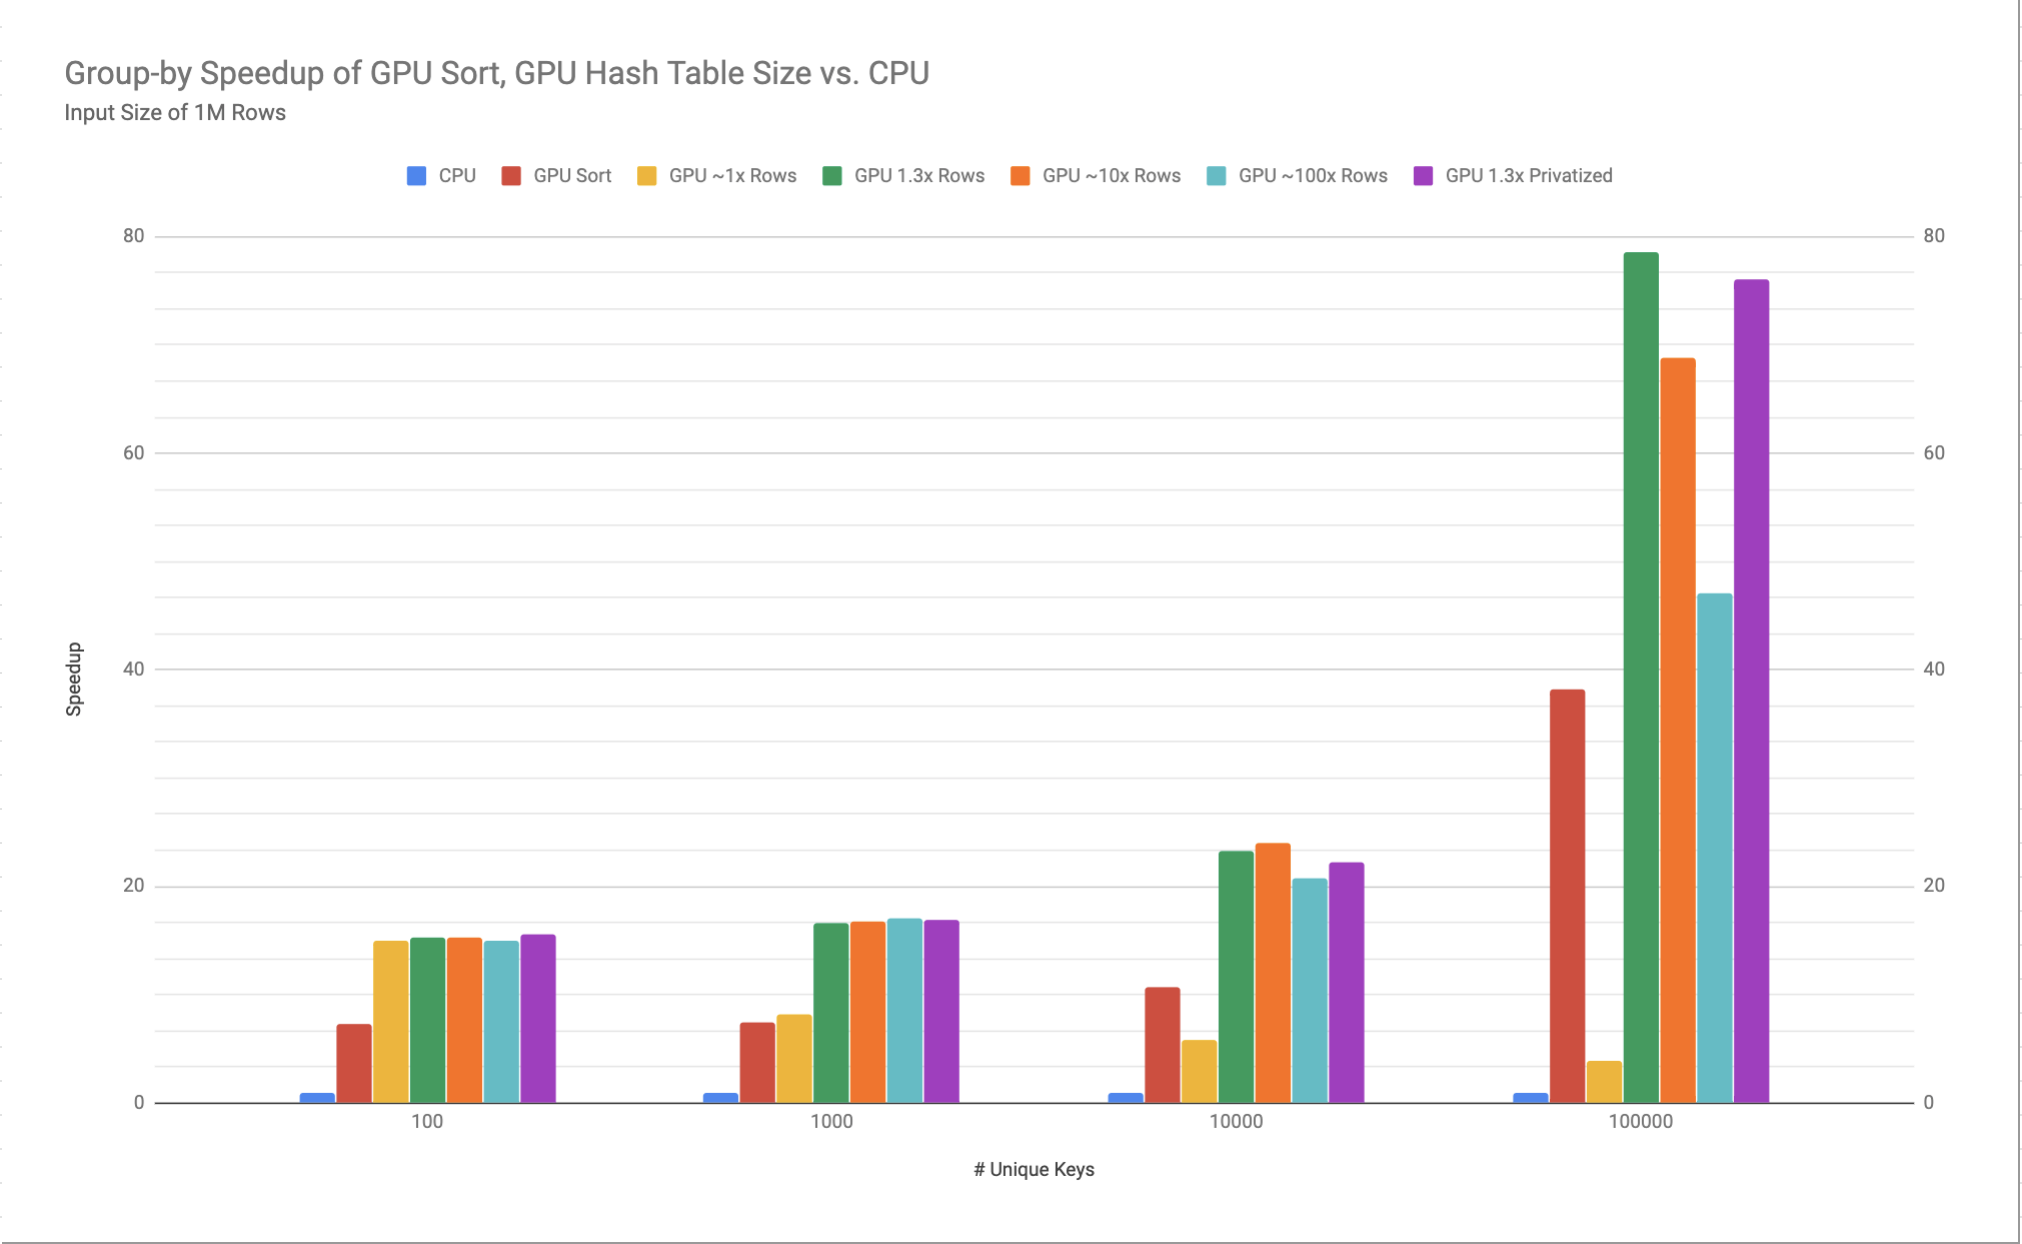 Group-by Speedup of GPU Sort, GPU Hash Table Size vs. CPU
Input Size of 1M Rows
CPU
GPU Sort
GPU ~1x Rows
GPU 1.3x Rows
GPU ~10x Rows
GPU ~100x Rows
GPU 1.3x Privatized
80
80
60
60
40
40
20
20
0
0
Speedup
100
1000
10000
100000
# Unique Keys